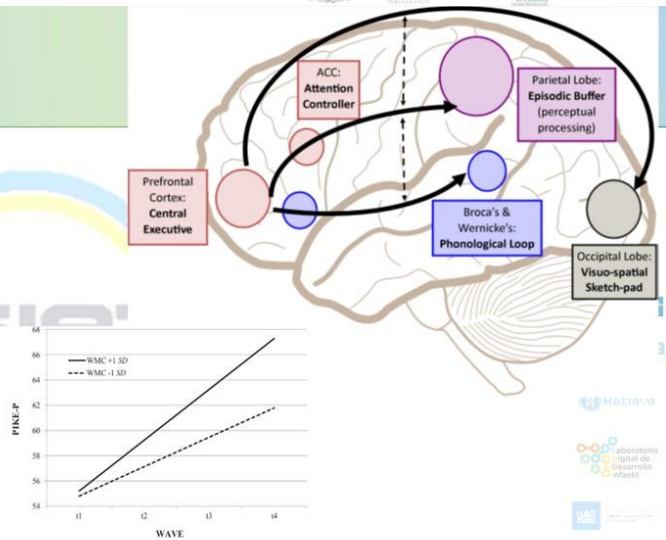 ACC:
Attention
Controller
Parietal Lobe:
Episodic Buffer
(perceptual
processing)
Prefrontal
Cortex:
Central
Executive
Broca's &
Wernicke's:
Phonological Loop
Occipital Lobe:
Visuo-spatial
Sketch-pad
68
66
64
62
60
58
56
54
WMC +1 SD
WMC -1 SD
PIKE-P
t1 t2 t3 t4
WAVE
Laboratorio
Digital de
Desarrollo
Infantil